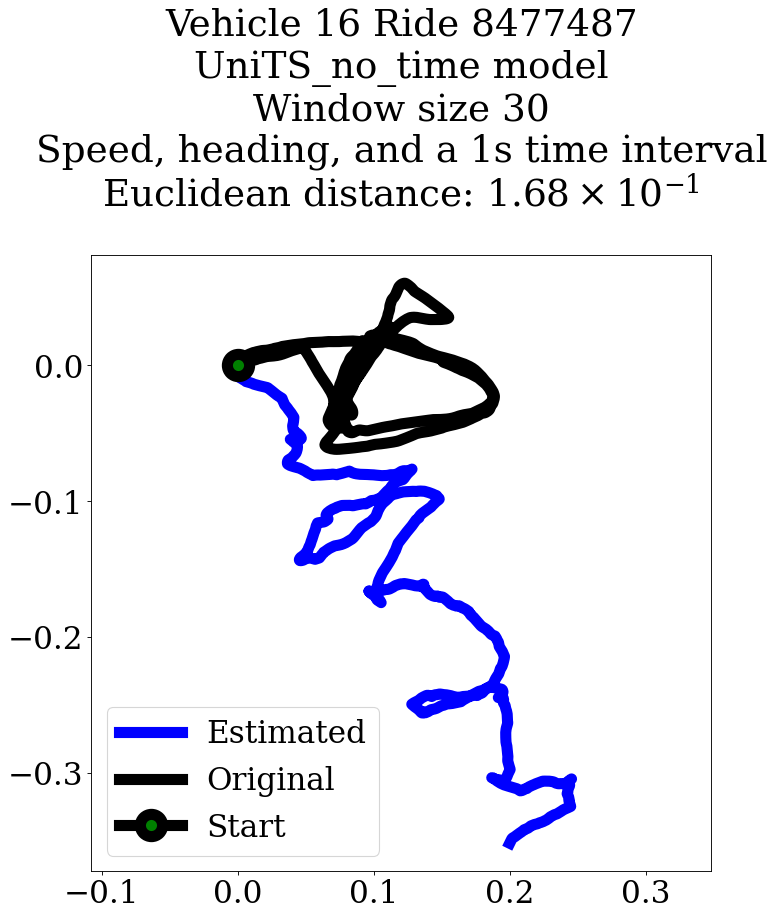 Vehicle 16 Ride 8477487
UniTS_no_time model
Window size 30
Speed, heading, and a 1s time interval
Euclidean distance: 1.68 × 10⁻¹
0.0
−0.1
−0.2
−0.3
Estimated
Original
Start
−0.1 0.0 0.1 0.2 0.3